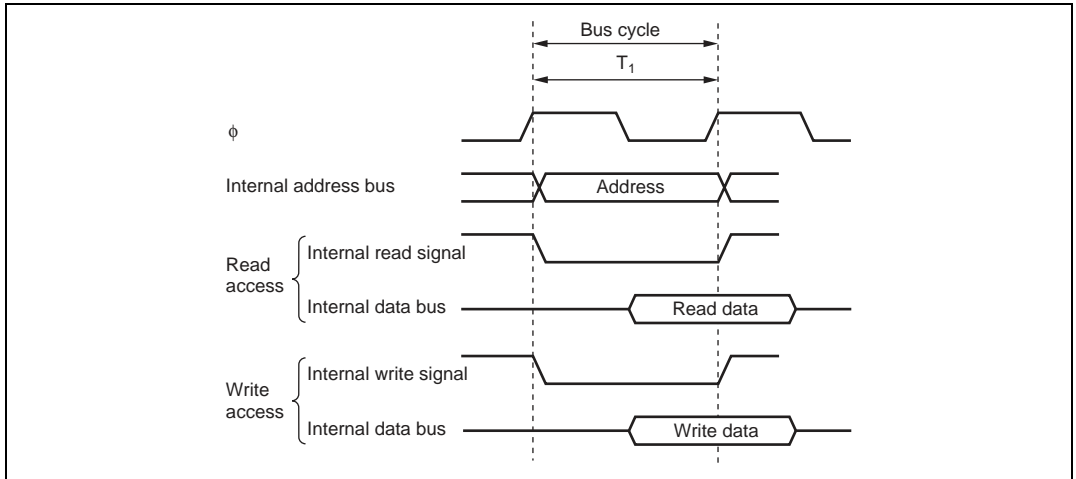 Bus cycle
T₁
ϕ
Internal address bus
Address
Read access
Internal read signal
Internal data bus
Read data
Write access
Internal write signal
Internal data bus
Write data